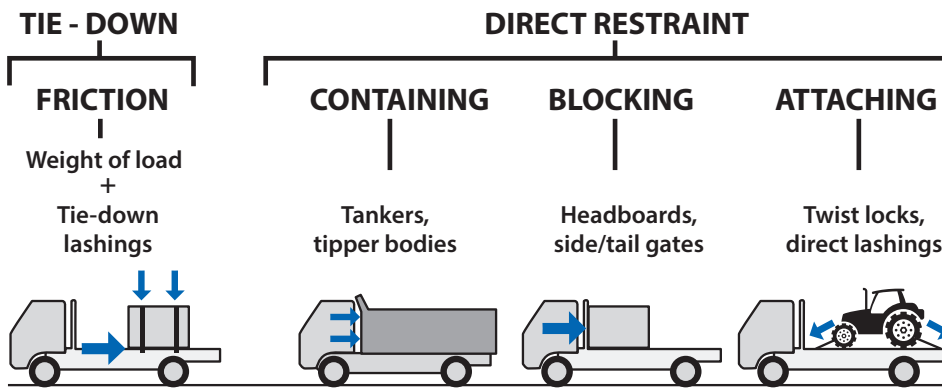 TIE - DOWN
FRICTION
Weight of load
+
Tie-down
lashings
DIRECT RESTRAINT
CONTAINING
Tankers,
tipper bodies
BLOCKING
Headboards,
side/tail gates
ATTACHING
Twist locks,
direct lashings